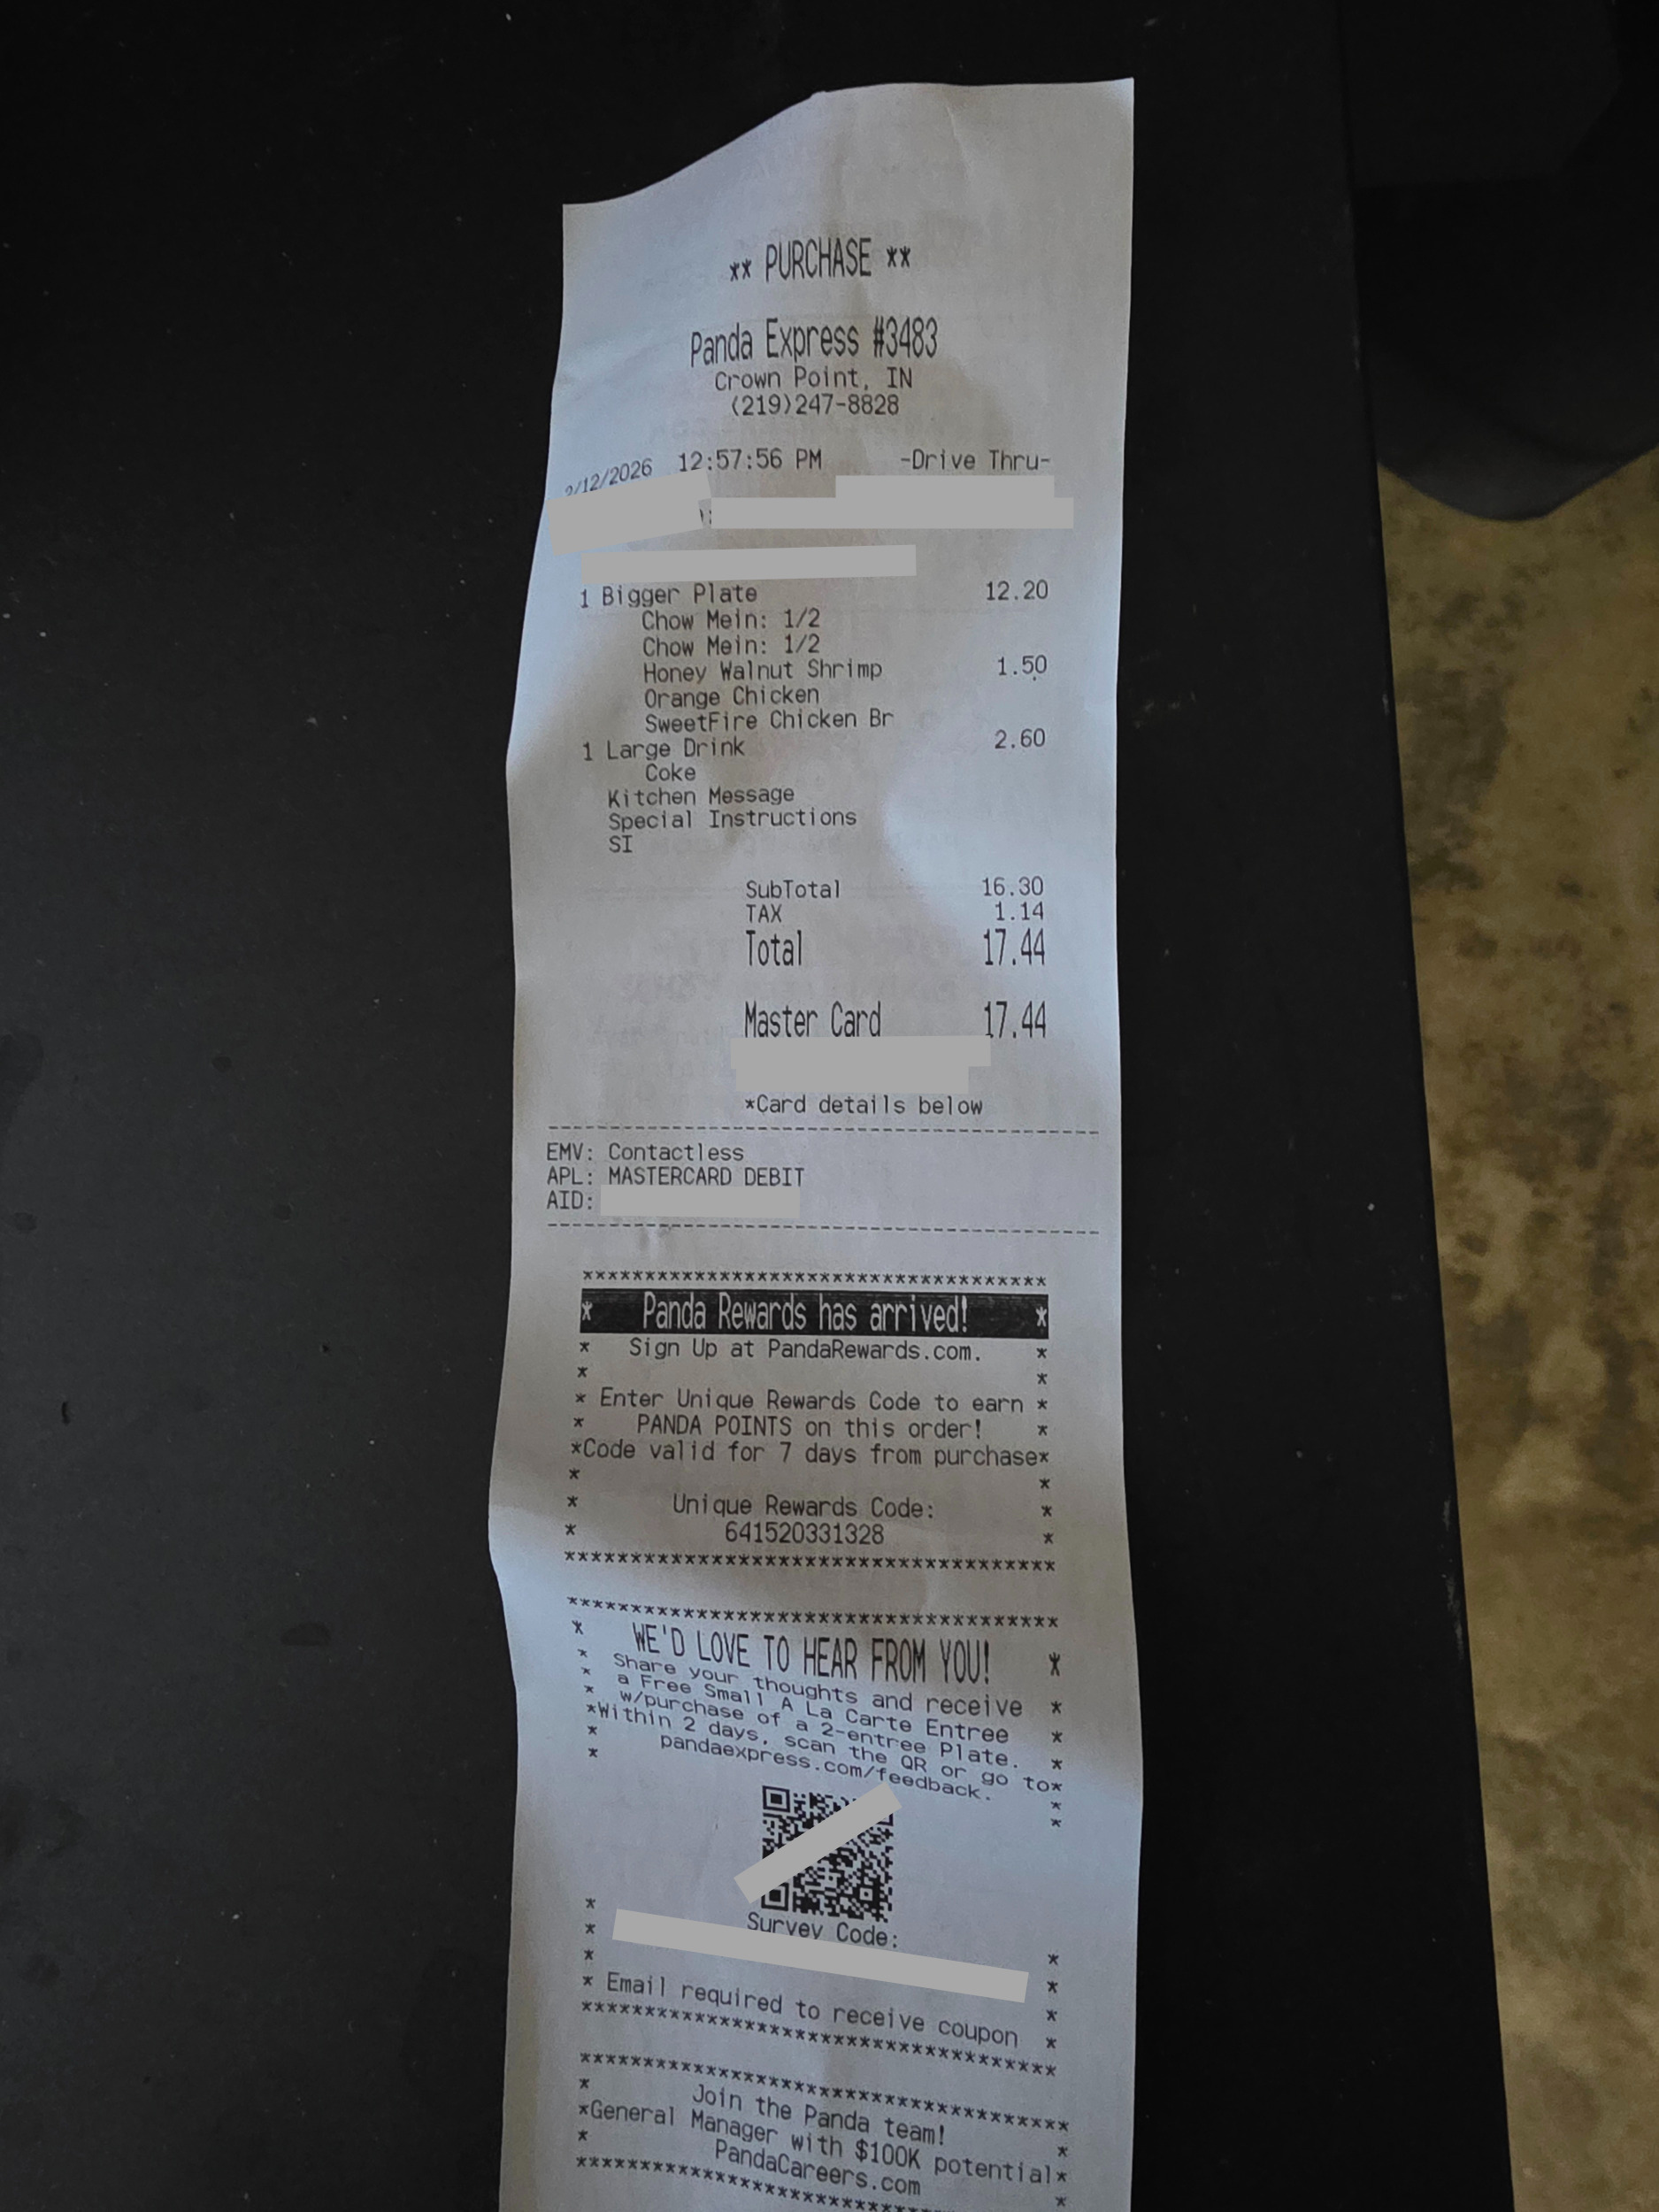 ** PURCHASE **
Panda Express #3483
Crown Point, IN
(219)247-8828
2/12/2026 12:57:56 PM -Drive Thru-
1 Bigger Plate 12.20
Chow Mein: 1/2
Chow Mein: 1/2
Honey Walnut Shrimp 1.50
Orange Chicken
SweetFire Chicken Br
1 Large Drink 2.60
Coke
Kitchen Message
Special Instructions
SI
SubTotal 16.30
TAX 1.14
Total 17.44
Master Card 17.44
*Card details below
EMV: Contactless
APL: MASTERCARD DEBIT
AID:
***********************************
* Panda Rewards has arrived! *
* Sign Up at PandaRewards.com. *
* *
* Enter Unique Rewards Code to earn *
* PANDA POINTS on this order! *
*Code valid for 7 days from purchase*
* *
* Unique Rewards Code: *
* 641520331328 *
***********************************
***********************************
* WE'D LOVE TO HEAR FROM YOU! *
* Share your thoughts and receive *
* a Free Small A La Carte Entree *
* w/purchase of a 2-entree Plate. *
*Within 2 days, scan the QR or go to*
* pandaexpress.com/feedback. *
* *
* Survey Code: *
* *
* *
* Email required to receive coupon *
***********************************
***********************************
* Join the Panda team! *
*General Manager with $100K potential*
* PandaCareers.com *
***********************************